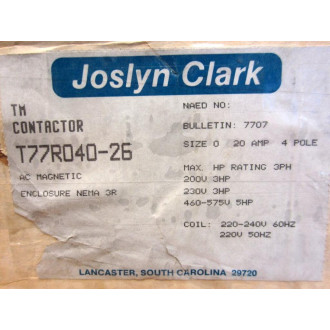 Joslyn Clark
TM
CONTACTOR
T77R040-26
AC MAGNETIC
ENCLOSURE NEMA 3R
NAED NO:
BULLETIN: 7707
SIZE 0 20 AMP 4 POLE
MAX. HP RATING 3PH
200V 3HP
230V 3HP
460-575V 5HP
COIL: 220-240V 60HZ
220V 50HZ
LANCASTER, SOUTH CAROLINA 29720